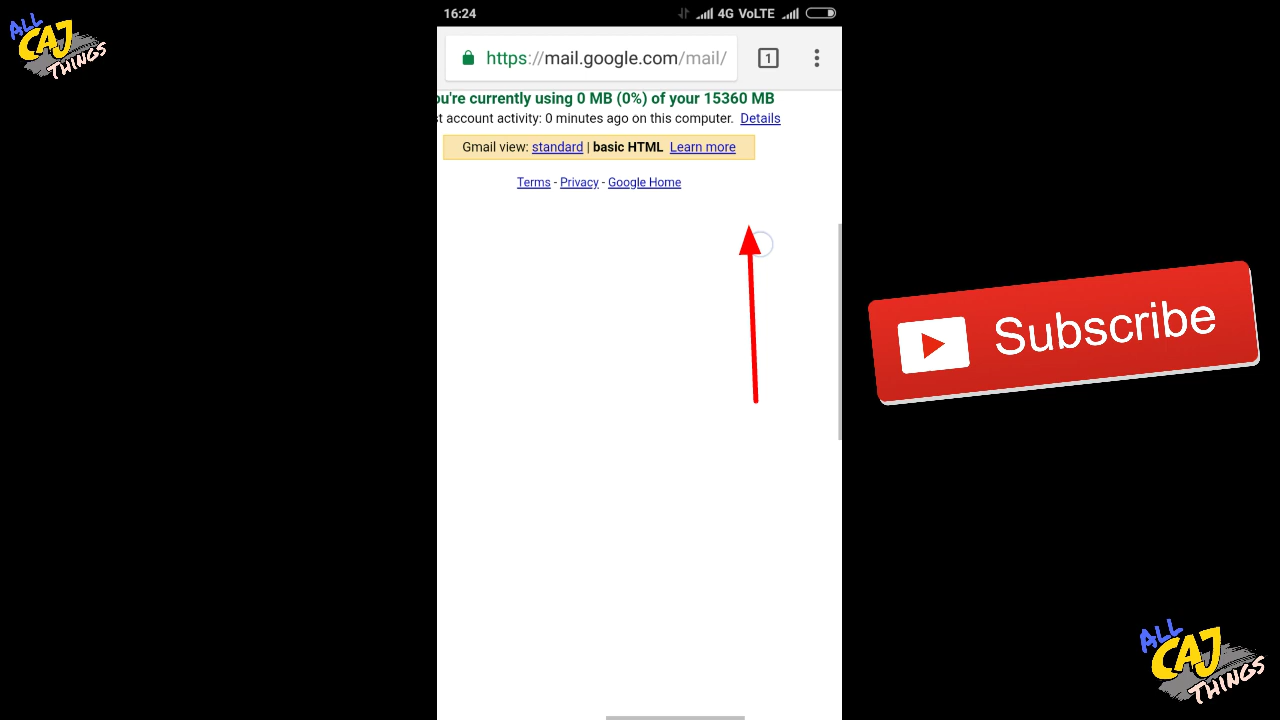 ALL
CAJ
THINGS
16:24
4G VoLTE
https://mail.google.com/mail/
1
ou're currently using 0 MB (0%) of your 15360 MB
st account activity: 0 minutes ago on this computer. Details
Gmail view: standard | basic HTML Learn more
Terms - Privacy - Google Home
Subscribe
ALL
CAJ
THINGS